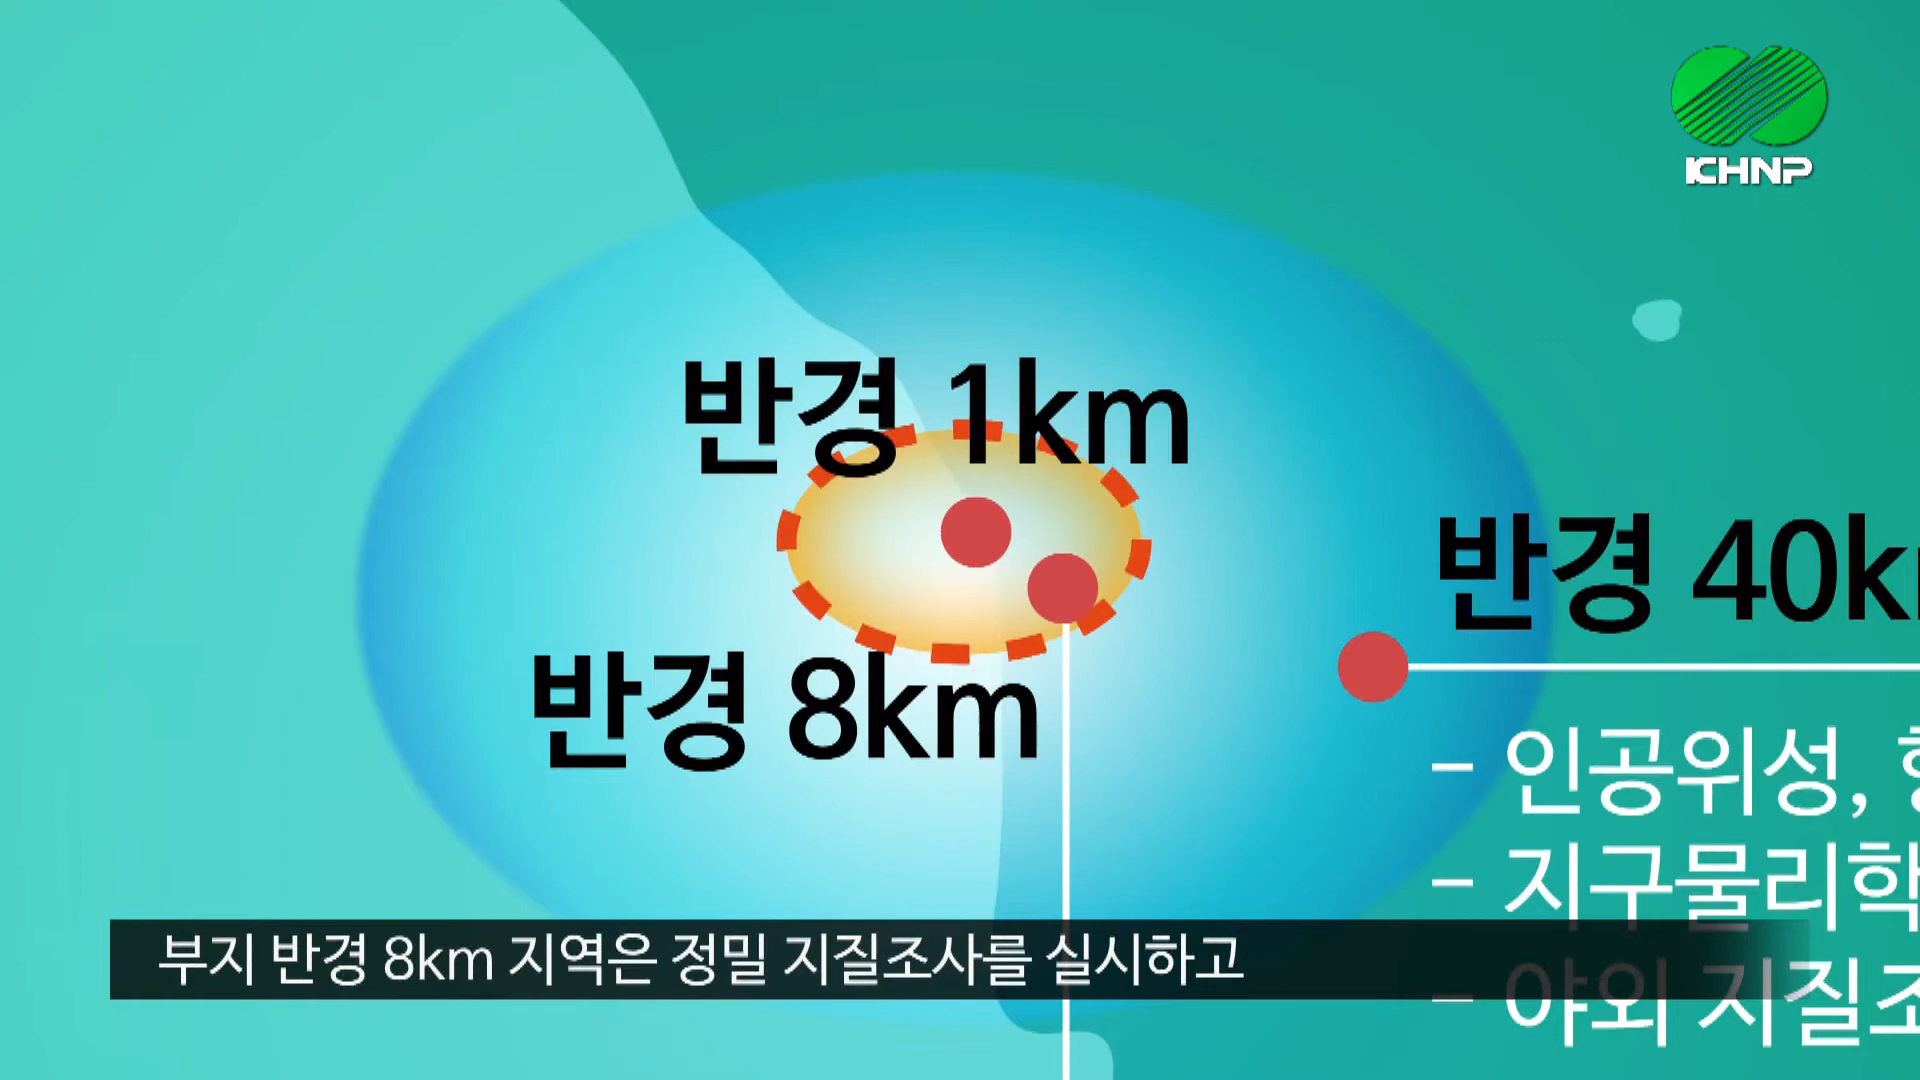 KHNP
반경 1km
반경 40k
반경 8km
- 인공위성,
- 지구물리학
- 야외 지질조
부지 반경 8km 지역은 정밀 지질조사를 실시하고